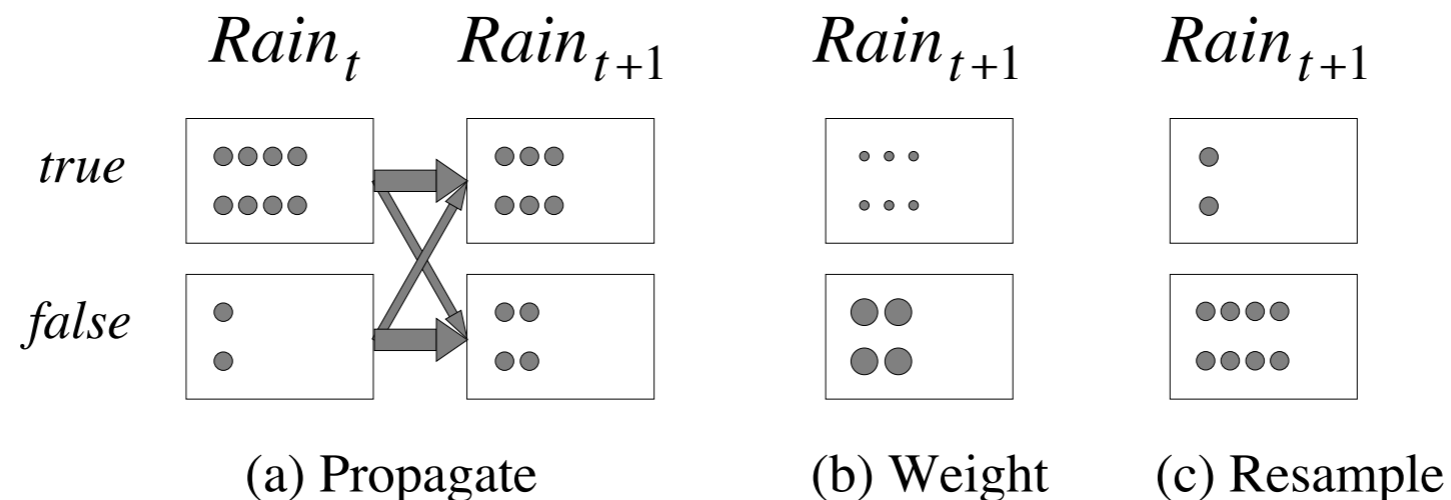 Rain_t Rain_{t+1} Rain_{t+1} Rain_{t+1}
true
false
(a) Propagate (b) Weight (c) Resample